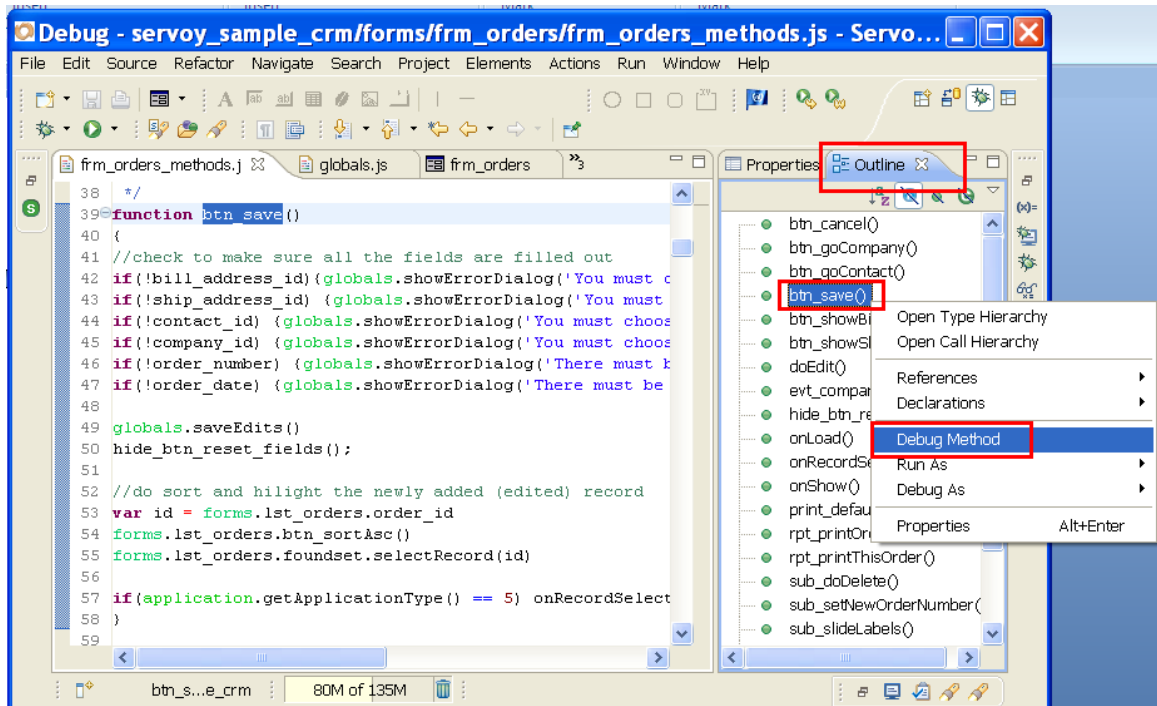 Debug - servoy_sample_crm/forms/frm_orders/frm_orders_methods.js - Servo...
File Edit Source Refactor Navigate Search Project Elements Actions Run Window Help
frm_orders_methods.j globals.js frm_orders 3 Properties Outline
38 */
39 function btn_save()
40 {
41 //check to make sure all the fields are filled out
42 if(!bill_address_id){globals.showErrorDialog('You must c
43 if(!ship_address_id) {globals.showErrorDialog('You must
44 if(!contact_id) {globals.showErrorDialog('You must choos
45 if(!company_id) {globals.showErrorDialog('You must choos
46 if(!order_number) {globals.showErrorDialog('There must b
47 if(!order_date) {globals.showErrorDialog('There must be
48
49 globals.saveEdits()
50 hide_btn_reset_fields();
51
52 //do sort and hilight the newly added (edited) record
53 var id = forms.lst_orders.order_id
54 forms.lst_orders.btn_sortAsc()
55 forms.lst_orders.foundset.selectRecord(id)
56
57 if(application.getApplicationType() == 5) onRecordSelect
58 }
59
btn_cancel()
btn_goCompany()
btn_goContact()
btn_save()
btn_showBi
btn_showSl
doEdit()
evt_compar
hide_btn_re
onLoad()
onRecordSe
onShow()
print_defau
rpt_printOr
rpt_printThisOrder()
sub_doDelete()
sub_setNewOrderNumber(
sub_slideLabels()
Open Type Hierarchy
Open Call Hierarchy
References
Declarations
Debug Method
Run As
Debug As
Properties Alt+Enter
btn_s...e_crm 80M of 135M